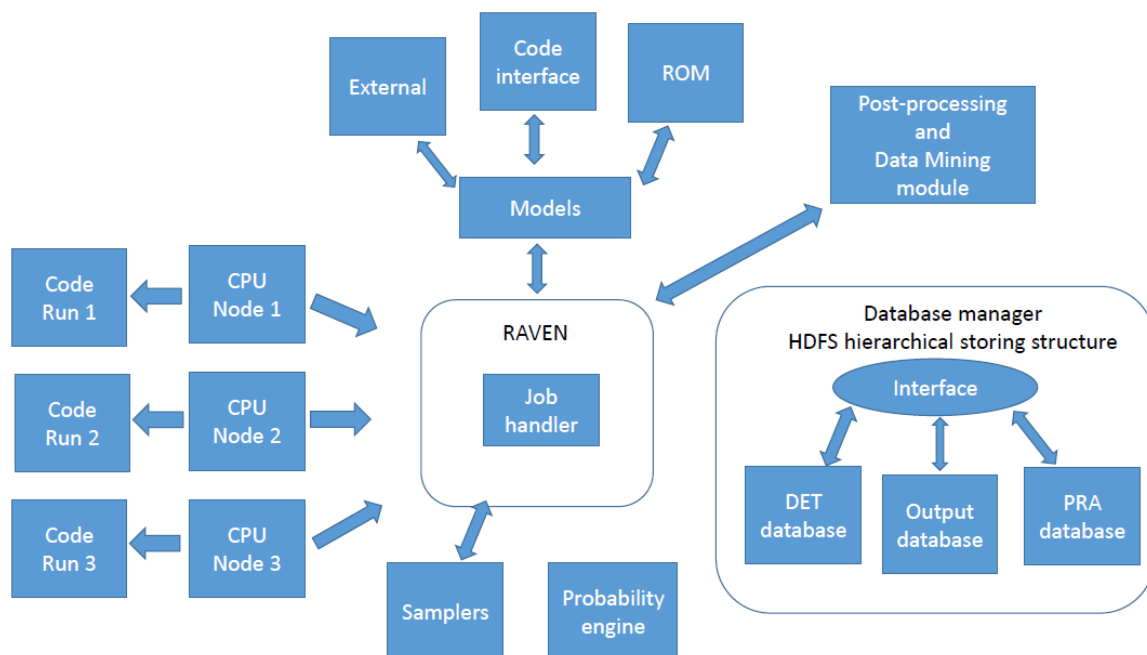 External
Code
interface
ROM
Post-processing
and
Data Mining
module
Models
Code
Run 1
CPU
Node 1
RAVEN
Job
handler
Code
Run 2
CPU
Node 2
Code
Run 3
CPU
Node 3
Samplers
Probability
engine
Database manager
HDFS hierarchical storing structure
Interface
DET
database
Output
database
PRA
database